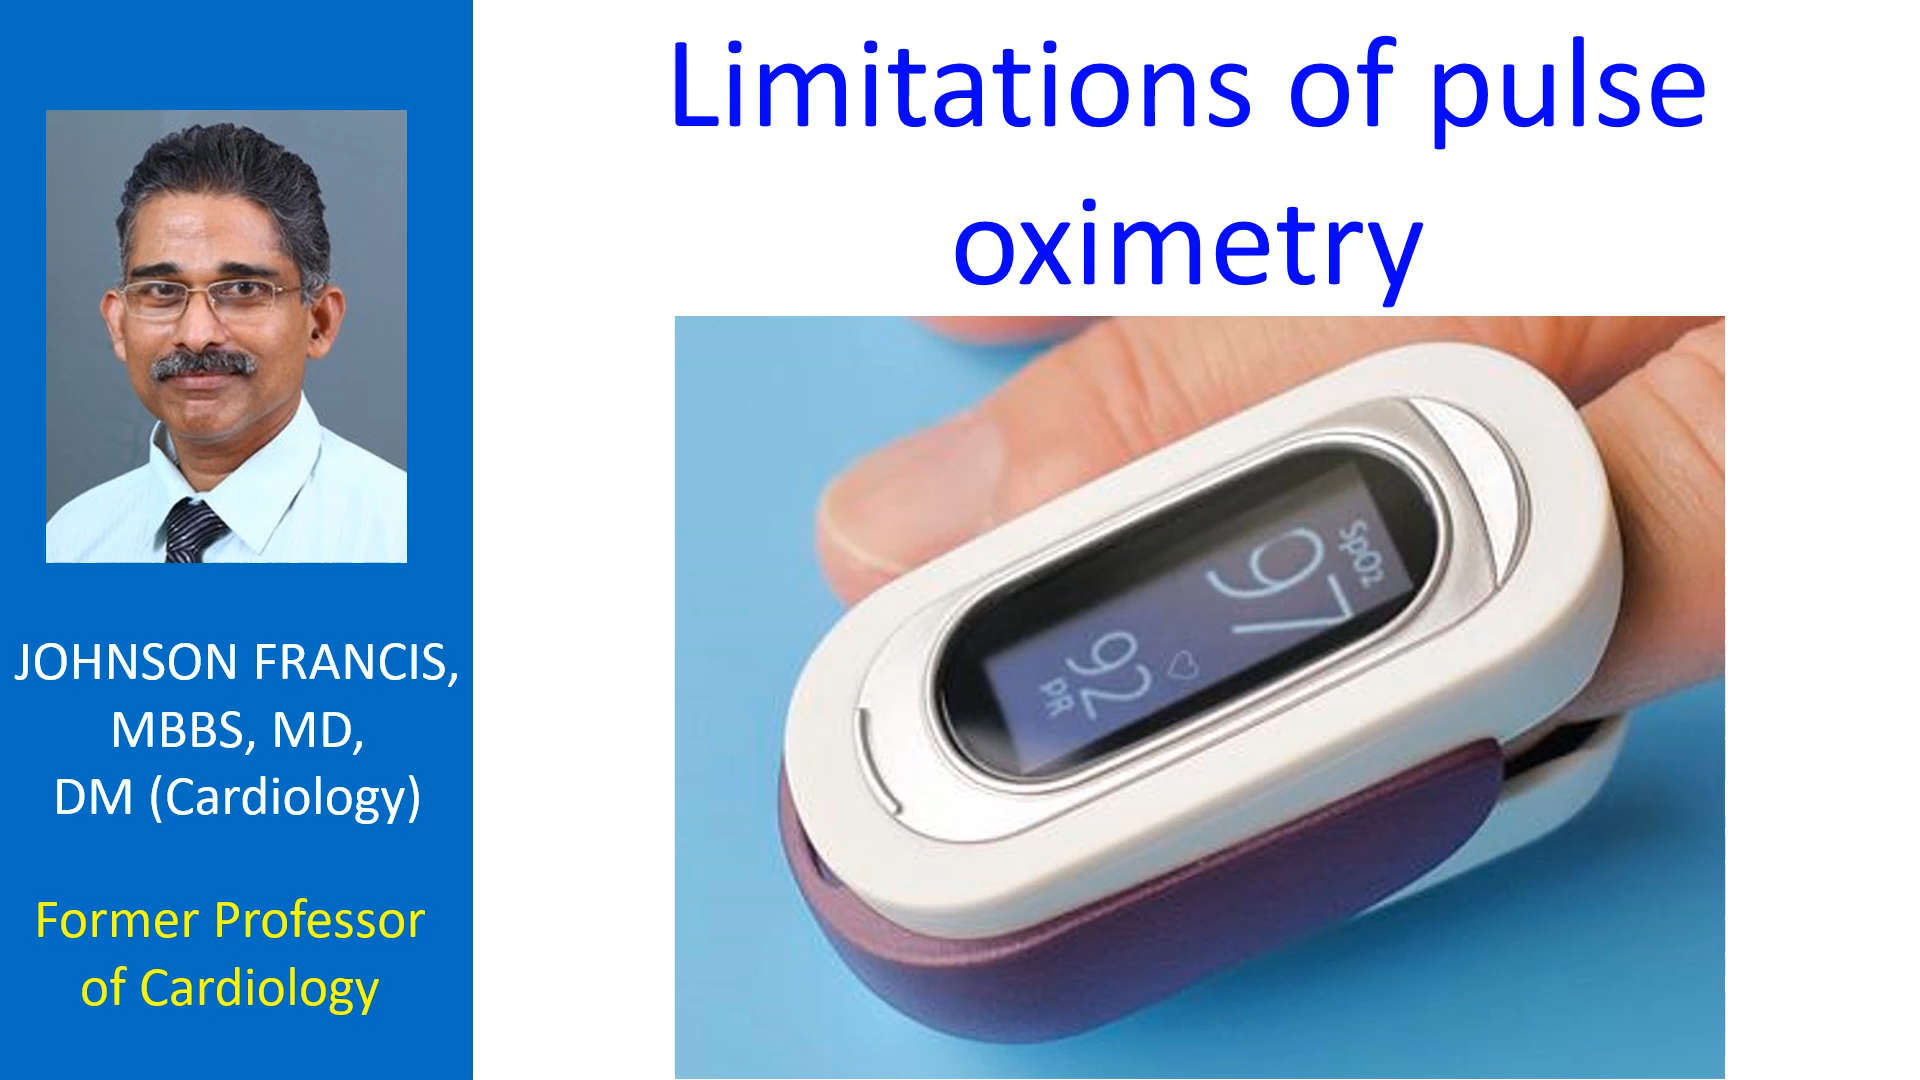 Limitations of pulse
oximetry
JOHNSON FRANCIS,
MBBS, MD,
DM (Cardiology)
Former Professor
of Cardiology
SpO2
97
92
PR